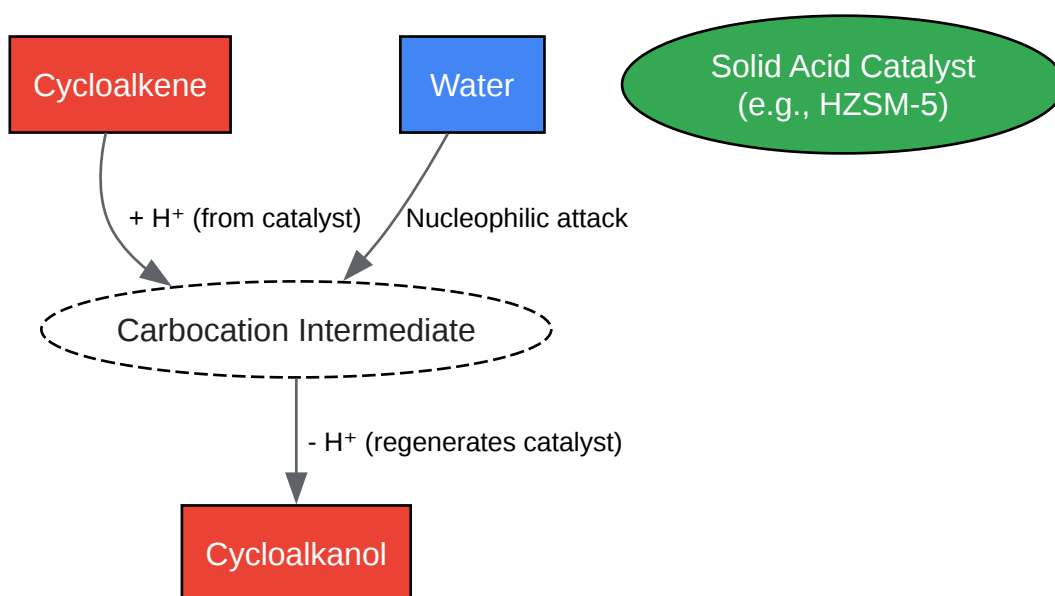 Cycloalkene
Water
Solid Acid Catalyst
(e.g., HZSM-5)
+ H⁺ (from catalyst)
Nucleophilic attack
Carbocation Intermediate
- H⁺ (regenerates catalyst)
Cycloalkanol